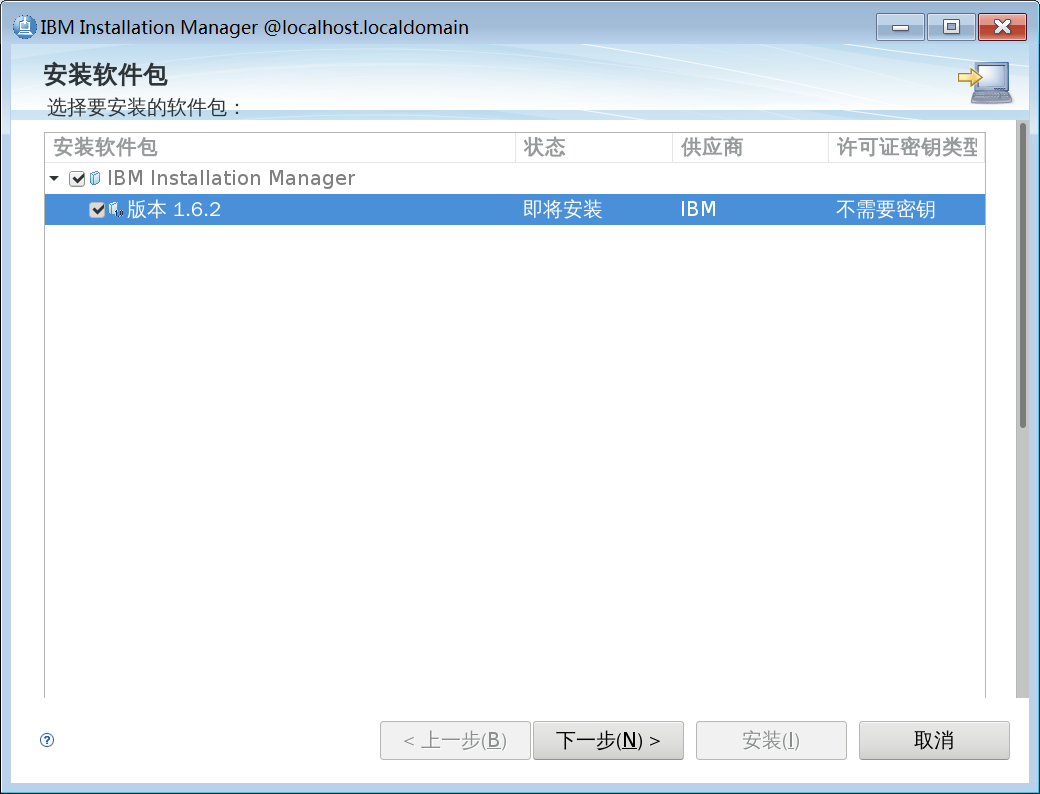 IBM Installation Manager @localhost.localdomain
安装软件包
选择要安装的软件包：
安装软件包 状态 供应商 许可证密钥类型
IBM Installation Manager
版本 1.6.2 即将安装 IBM 不需要密钥
? < 上一步(B) 下一步(N) > 安装(I) 取消